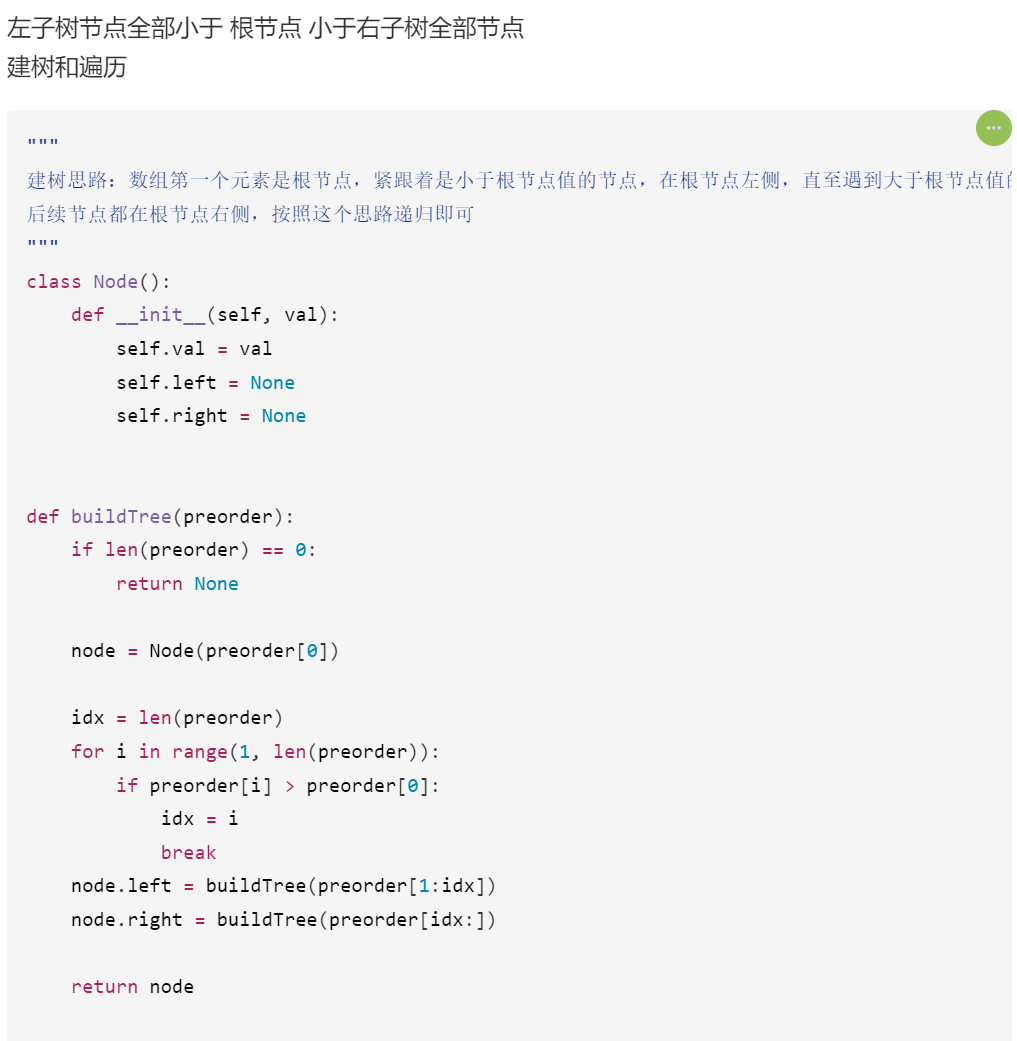 左子树节点全部小于 根节点 小于右子树全部节点
建树和遍历
"""
建树思路：数组第一个元素是根节点，紧跟着是小于根节点值的节点，在根节点左侧，直至遇到大于根节点值
后续节点都在根节点右侧，按照这个思路递归即可
"""
class Node():
    def __init__(self, val):
        self.val = val
        self.left = None
        self.right = None
def buildTree(preorder):
    if len(preorder) == 0:
        return None
    node = Node(preorder[0])
    idx = len(preorder)
    for i in range(1, len(preorder)):
        if preorder[i] > preorder[0]:
            idx = i
            break
    node.left = buildTree(preorder[1:idx])
    node.right = buildTree(preorder[idx:])
    return node